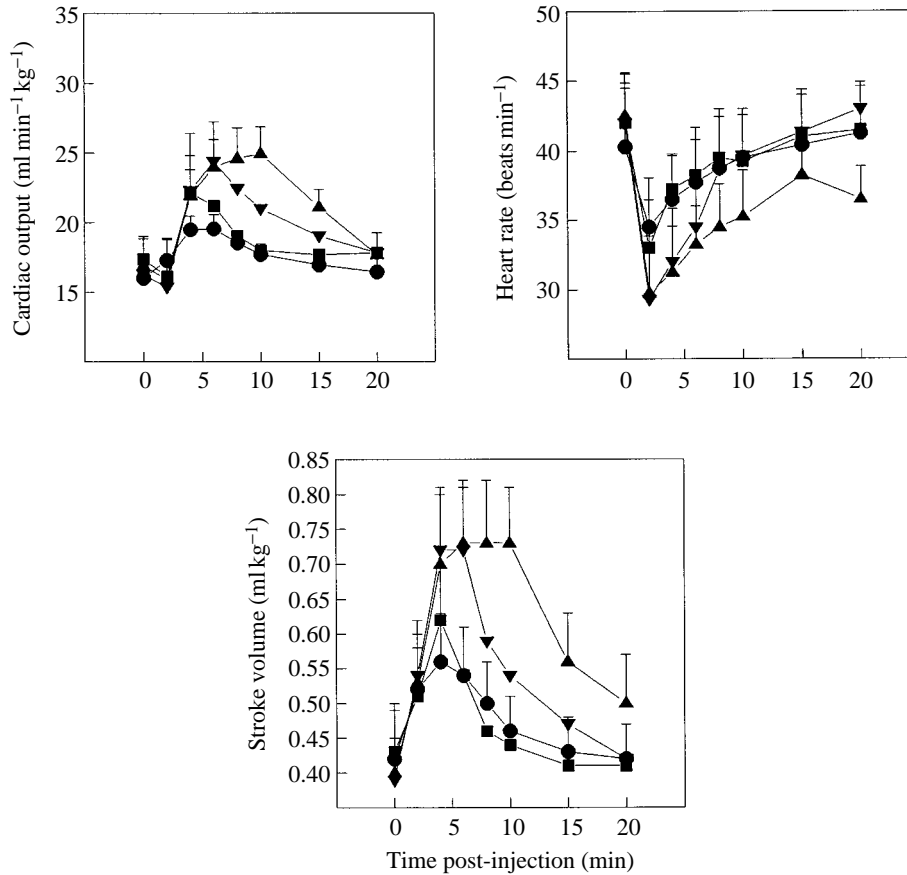 Cardiac output (ml min⁻¹ kg⁻¹)
35
30
25
20
15
0 5 10 15 20
Heart rate (beats min⁻¹)
50
45
40
35
30
0 5 10 15 20
Stroke volume (ml kg⁻¹)
0.85
0.80
0.75
0.70
0.65
0.60
0.55
0.50
0.45
0.40
0 5 10 15 20
Time post-injection (min)